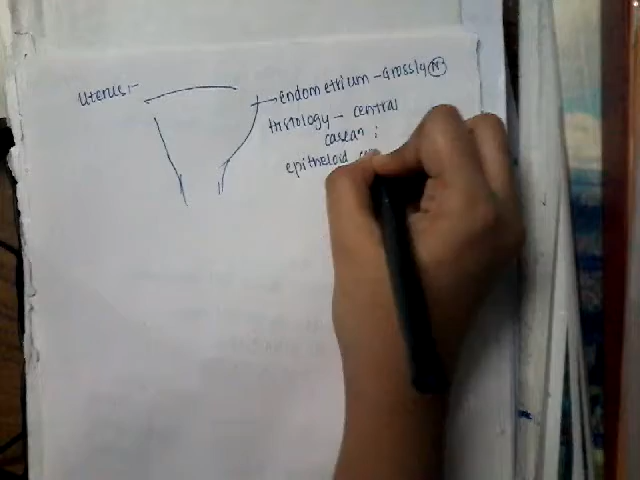 Uterus:-
endometrium - Grossly N
Histology - central
casean ;
epitheloid